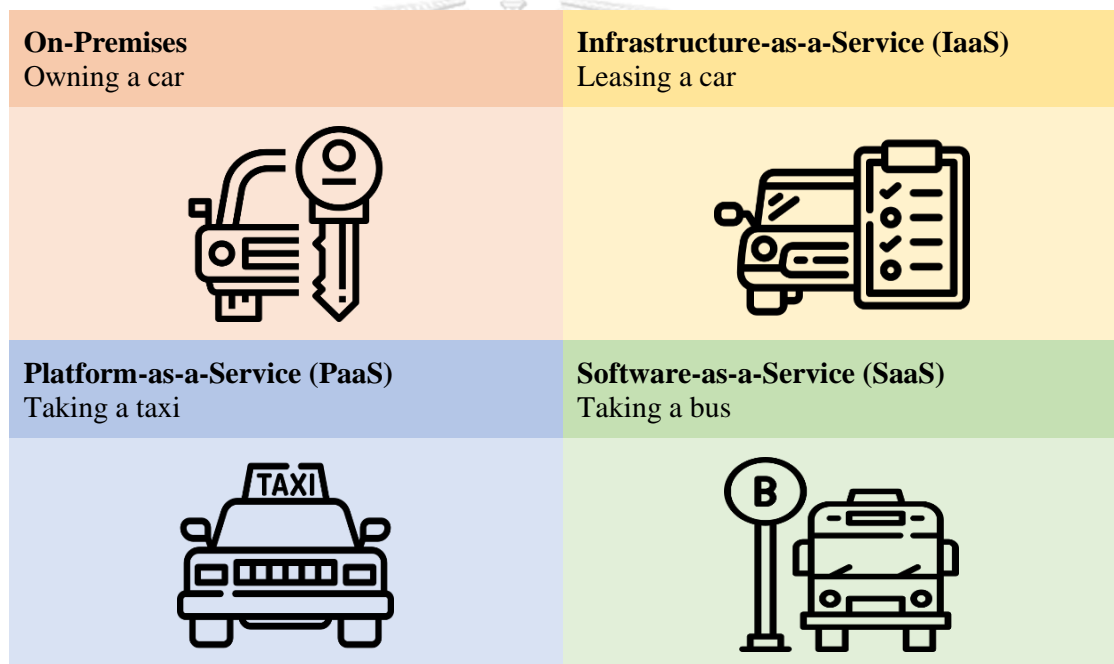 On-Premises
Owning a car
Infrastructure-as-a-Service (IaaS)
Leasing a car
Platform-as-a-Service (PaaS)
Taking a taxi
Software-as-a-Service (SaaS)
Taking a bus
TAXI
B